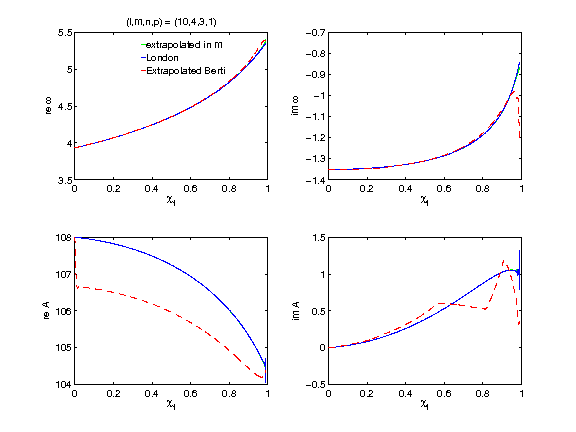 (l,m,n,p) = (10,4,3,1)
5.5
5
4.5
4
3.5
re ω
extrapolated in m
London
Extrapolated Berti
0 0.2 0.4 0.6 0.8 1
χf
-0.7
-0.8
-0.9
-1
-1.1
-1.2
-1.3
-1.4
im ω
0 0.2 0.4 0.6 0.8 1
χf
108
107
106
105
104
re A
0 0.2 0.4 0.6 0.8 1
χf
1.5
1
0.5
0
-0.5
im A
0 0.2 0.4 0.6 0.8 1
χf